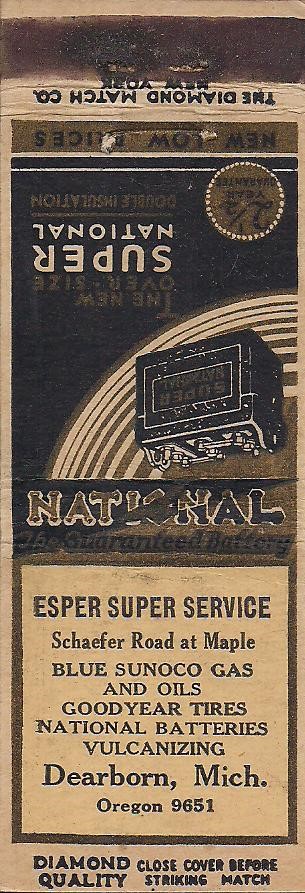 THE DIAMOND MATCH CO.
NEW YORK
NEW LOW PRICES
2½
YEAR
GUARANTEE
THE NEW
OVER-SIZE
SUPER
NATIONAL
DOUBLE INSULATION
SUPER
NATIONAL
NATIONAL
The Guaranteed Battery
ESPER SUPER SERVICE
Schaefer Road at Maple
BLUE SUNOCO GAS
AND OILS
GOODYEAR TIRES
NATIONAL BATTERIES
VULCANIZING
Dearborn, Mich.
Oregon 9651
DIAMOND QUALITY
CLOSE COVER BEFORE
STRIKING MATCH